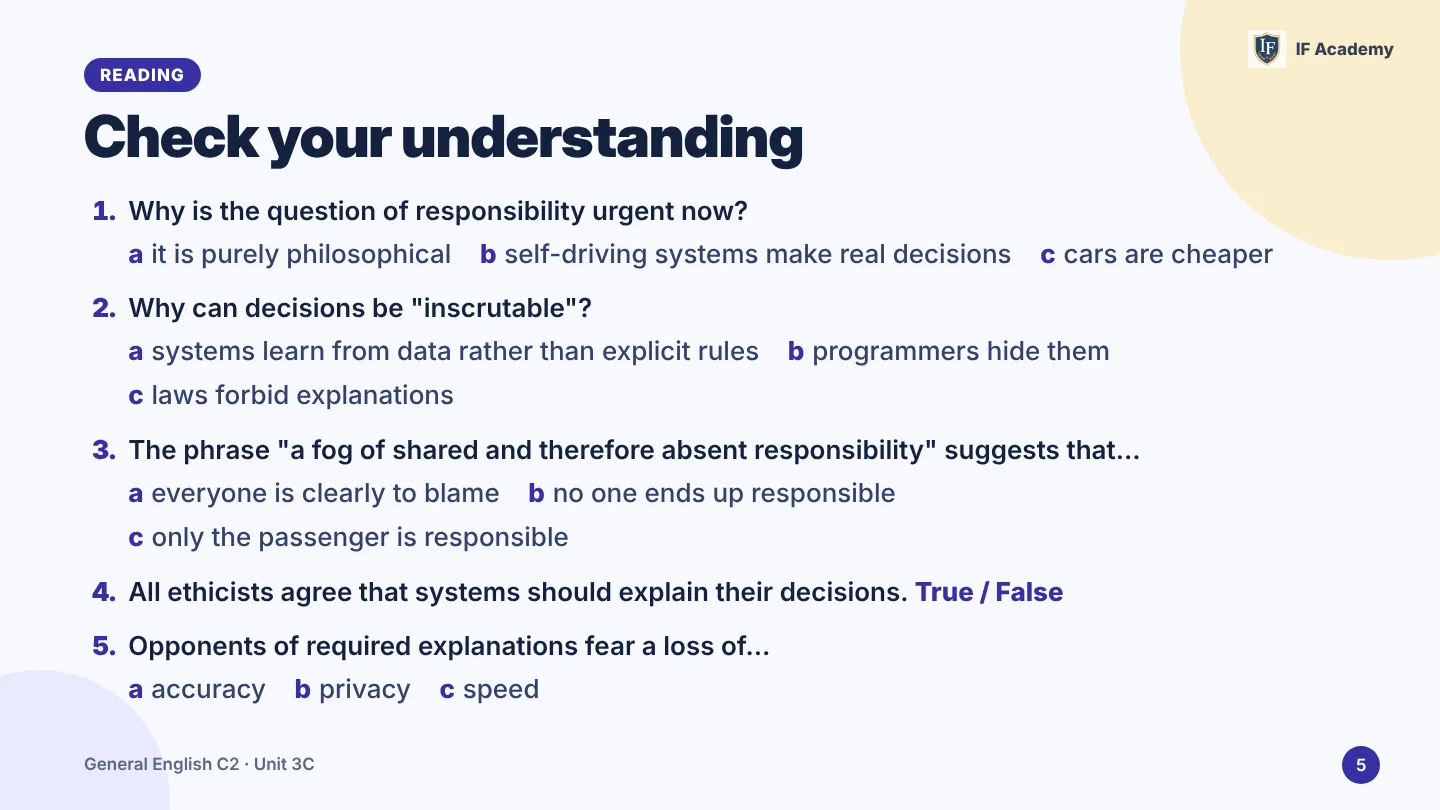 IF Academy
READING
Check your understanding
1. Why is the question of responsibility urgent now?
a it is purely philosophical b self-driving systems make real decisions c cars are cheaper
2. Why can decisions be "inscrutable"?
a systems learn from data rather than explicit rules b programmers hide them
c laws forbid explanations
3. The phrase "a fog of shared and therefore absent responsibility" suggests that...
a everyone is clearly to blame b no one ends up responsible
c only the passenger is responsible
4. All ethicists agree that systems should explain their decisions. True / False
5. Opponents of required explanations fear a loss of...
a accuracy b privacy c speed
General English C2 · Unit 3C
5